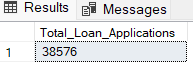 Results Messages
Total_Loan_Applications
1 38576